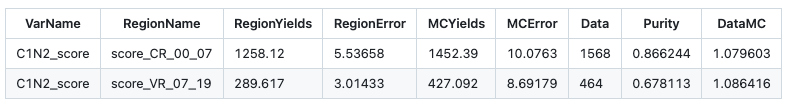 VarName RegionName RegionYields RegionError MCYields MCError Data Purity DataMC
C1N2_score score_CR_00_07 1258.12 5.53658 1452.39 10.0763 1568 0.866244 1.079603
C1N2_score score_VR_07_19 289.617 3.01433 427.092 8.69179 464 0.678113 1.086416